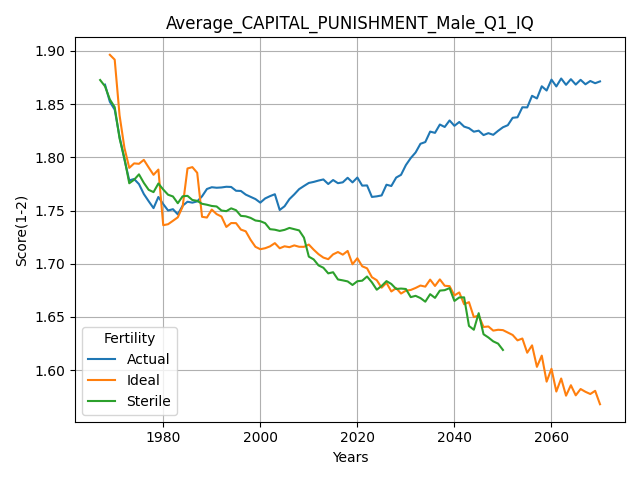 Average_CAPITAL_PUNISHMENT_Male_Q1_IQ
1.90
1.85
1.80
1.75
1.70
1.65
1.60
Score(1-2)
Fertility
Actual
Ideal
Sterile
1980 2000 2020 2040 2060
Years